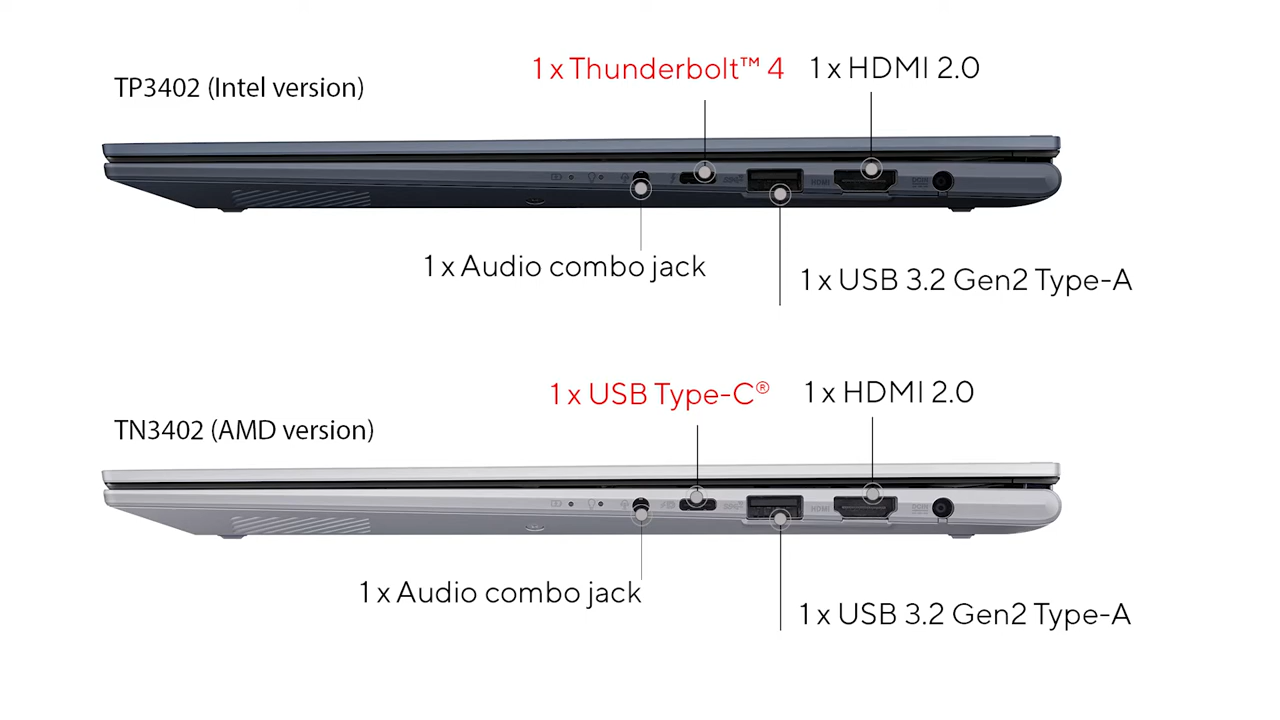 1 x Thunderbolt™ 4
1 x HDMI 2.0
TP3402 (Intel version)
HDMI
1 x Audio combo jack
1 x USB 3.2 Gen2 Type-A
1 x USB Type-C®
1 x HDMI 2.0
TN3402 (AMD version)
HDMI
1 x Audio combo jack
1 x USB 3.2 Gen2 Type-A